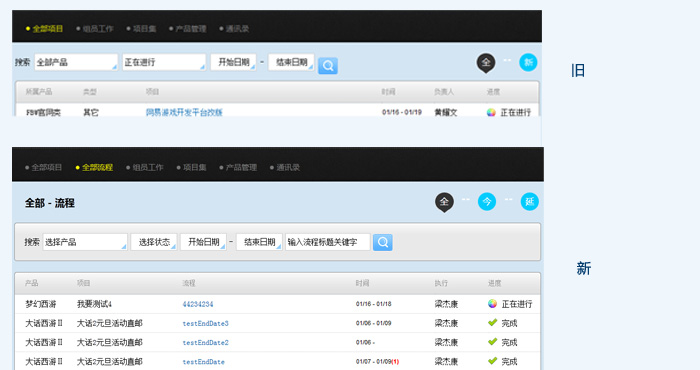 全部项目 组员工作 项目集 产品管理 通讯录
搜索 全部产品 正在进行 开始日期 - 结束日期 全 新
旧
所属产品 类型 项目 时间 负责人 进度
FBW官网类 其它 网易游戏开发平台改版 01/16 - 01/19 黄耀文 正在进行
全部项目 全部流程 组员工作 项目集 产品管理 通讯录
全部 - 流程 全 今 延
搜索 选择产品 选择状态 开始日期 - 结束日期 输入流程标题关键字
新
产品 项目 流程 时间 执行 进度
梦幻西游 我要测试4 44234234 01/16 - 01/18 梁杰康 正在进行
大话西游Ⅱ 大话2元旦活动直邮 testEndDate3 01/06 - 01/09 梁杰康 完成
大话西游Ⅱ 大话2元旦活动直邮 testEndDate2 01/06 - 梁杰康 完成
大话西游Ⅱ 大话2元旦活动直邮 testEndDate 01/07 - 01/09(1) 梁杰康 完成